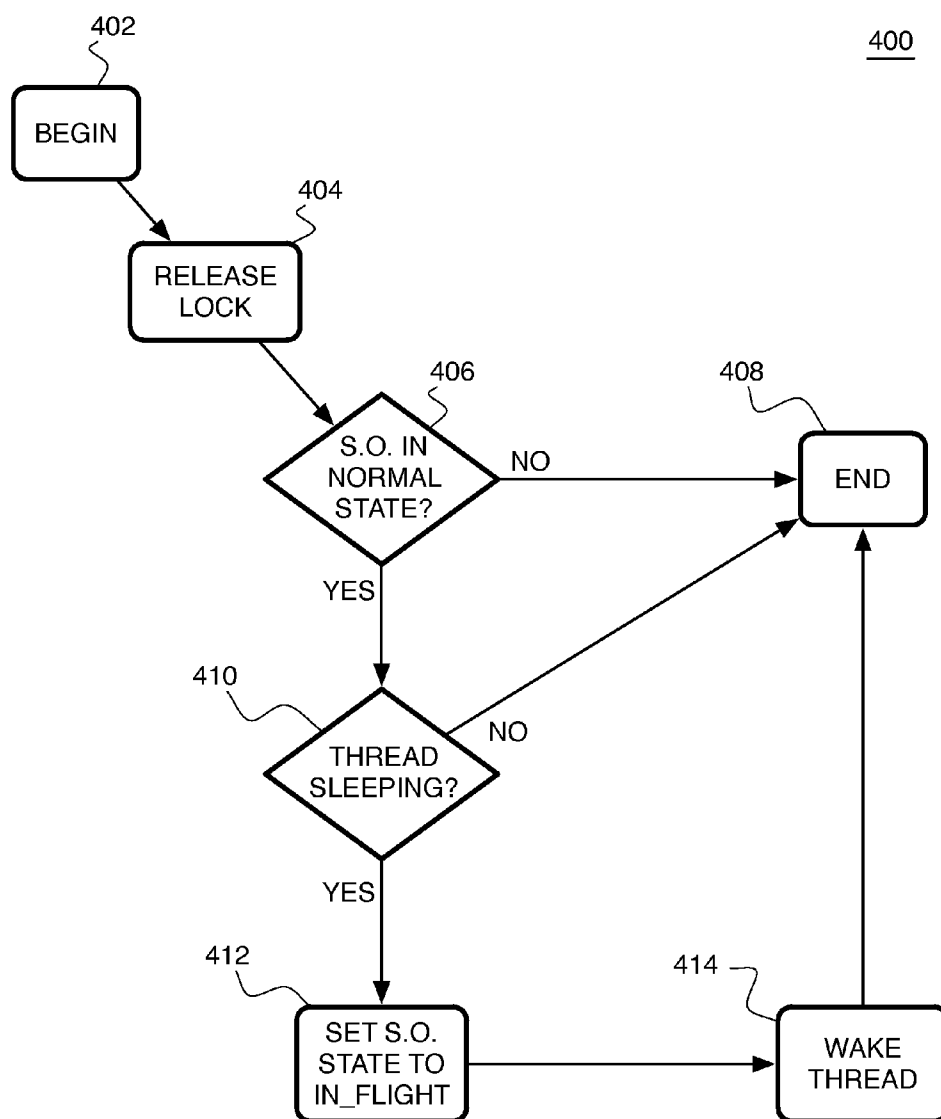 402
400
BEGIN
404
RELEASE
LOCK
406
408
S.O. IN
NORMAL
STATE?
NO
END
YES
410
THREAD
SLEEPING?
NO
YES
412
414
SET S.O.
STATE TO
IN_FLIGHT
WAKE
THREAD